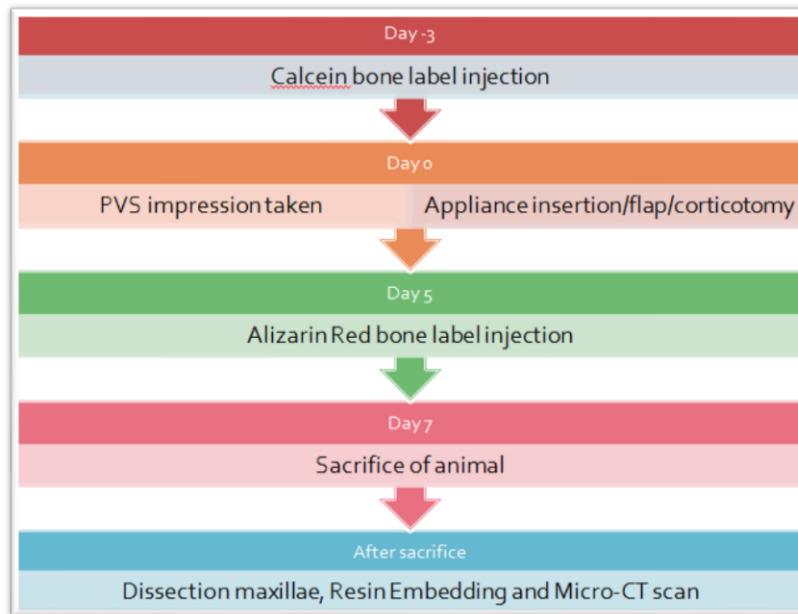 Day -3
Calcein bone label injection
Day 0
PVS impression taken
Appliance insertion/flap/corticotomy
Day 5
Alizarin Red bone label injection
Day 7
Sacrifice of animal
After sacrifice
Dissection maxillae, Resin Embedding and Micro-CT scan